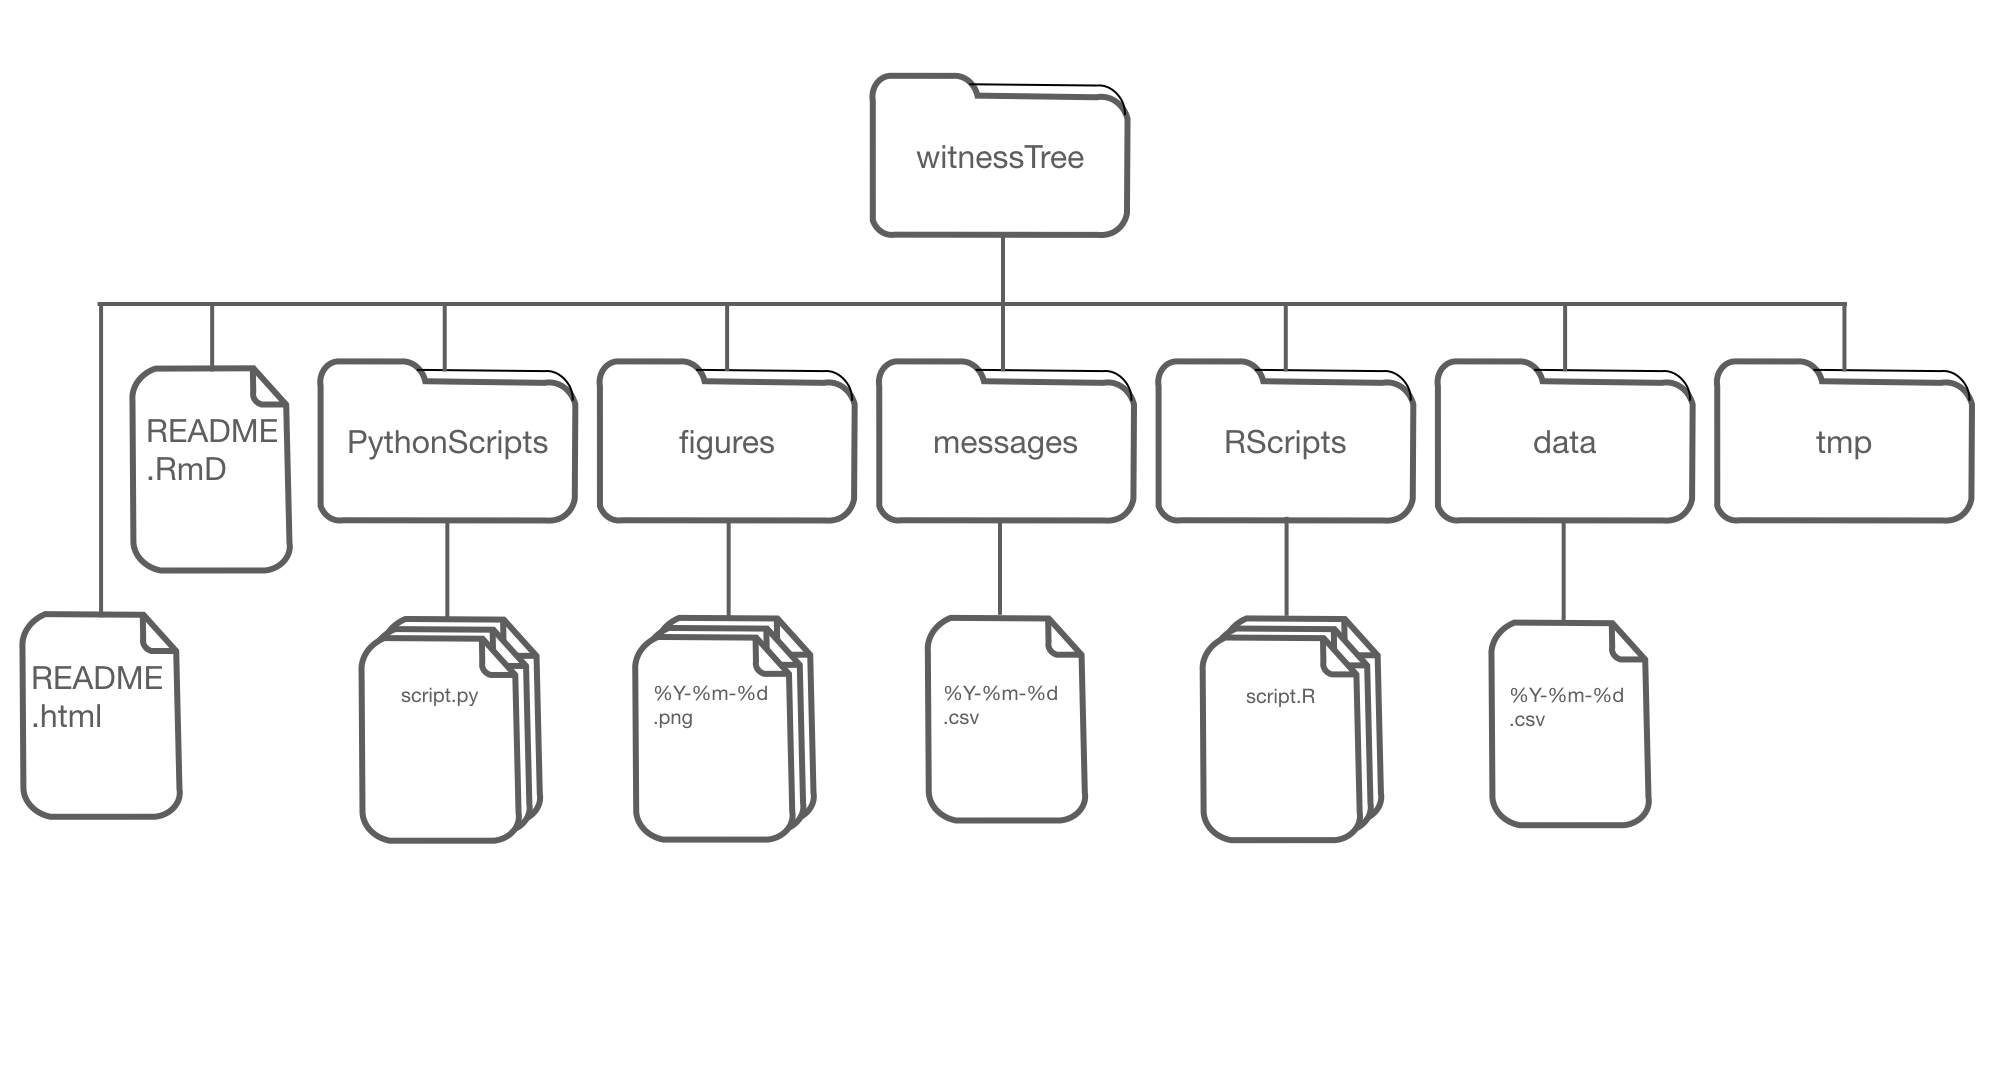 witnessTree
README
.RmD
PythonScripts
figures
messages
RScripts
data
tmp
README
.html
script.py
%Y-%m-%d
.png
%Y-%m-%d
.csv
script.R
%Y-%m-%d
.csv